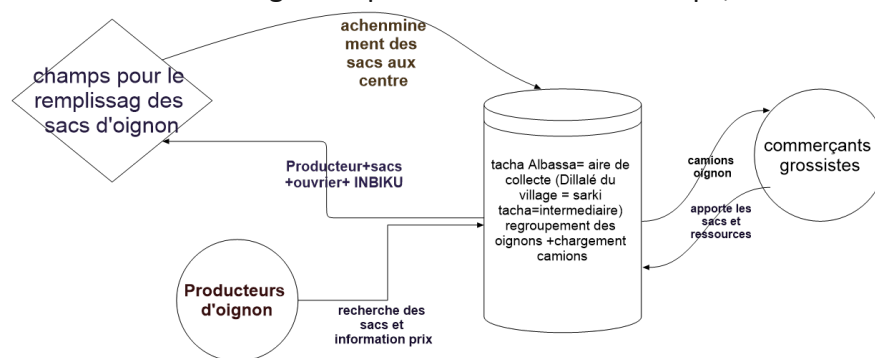 achenmine
ment des
sacs aux
centre
champs pour le
remplissag des
sacs d'oignon
Producteur+sacs
+ouvrier+ INBIKU
tacha Albassa= aire de
collecte (Dillalé du
village = sarki
tacha=intermediaire)
regroupement des
oignons +chargement
camions
camions
oignon
commerçants
grossistes
apporte les
sacs et
ressources
Producteurs
d'oignon
recherche des
sacs et
information prix